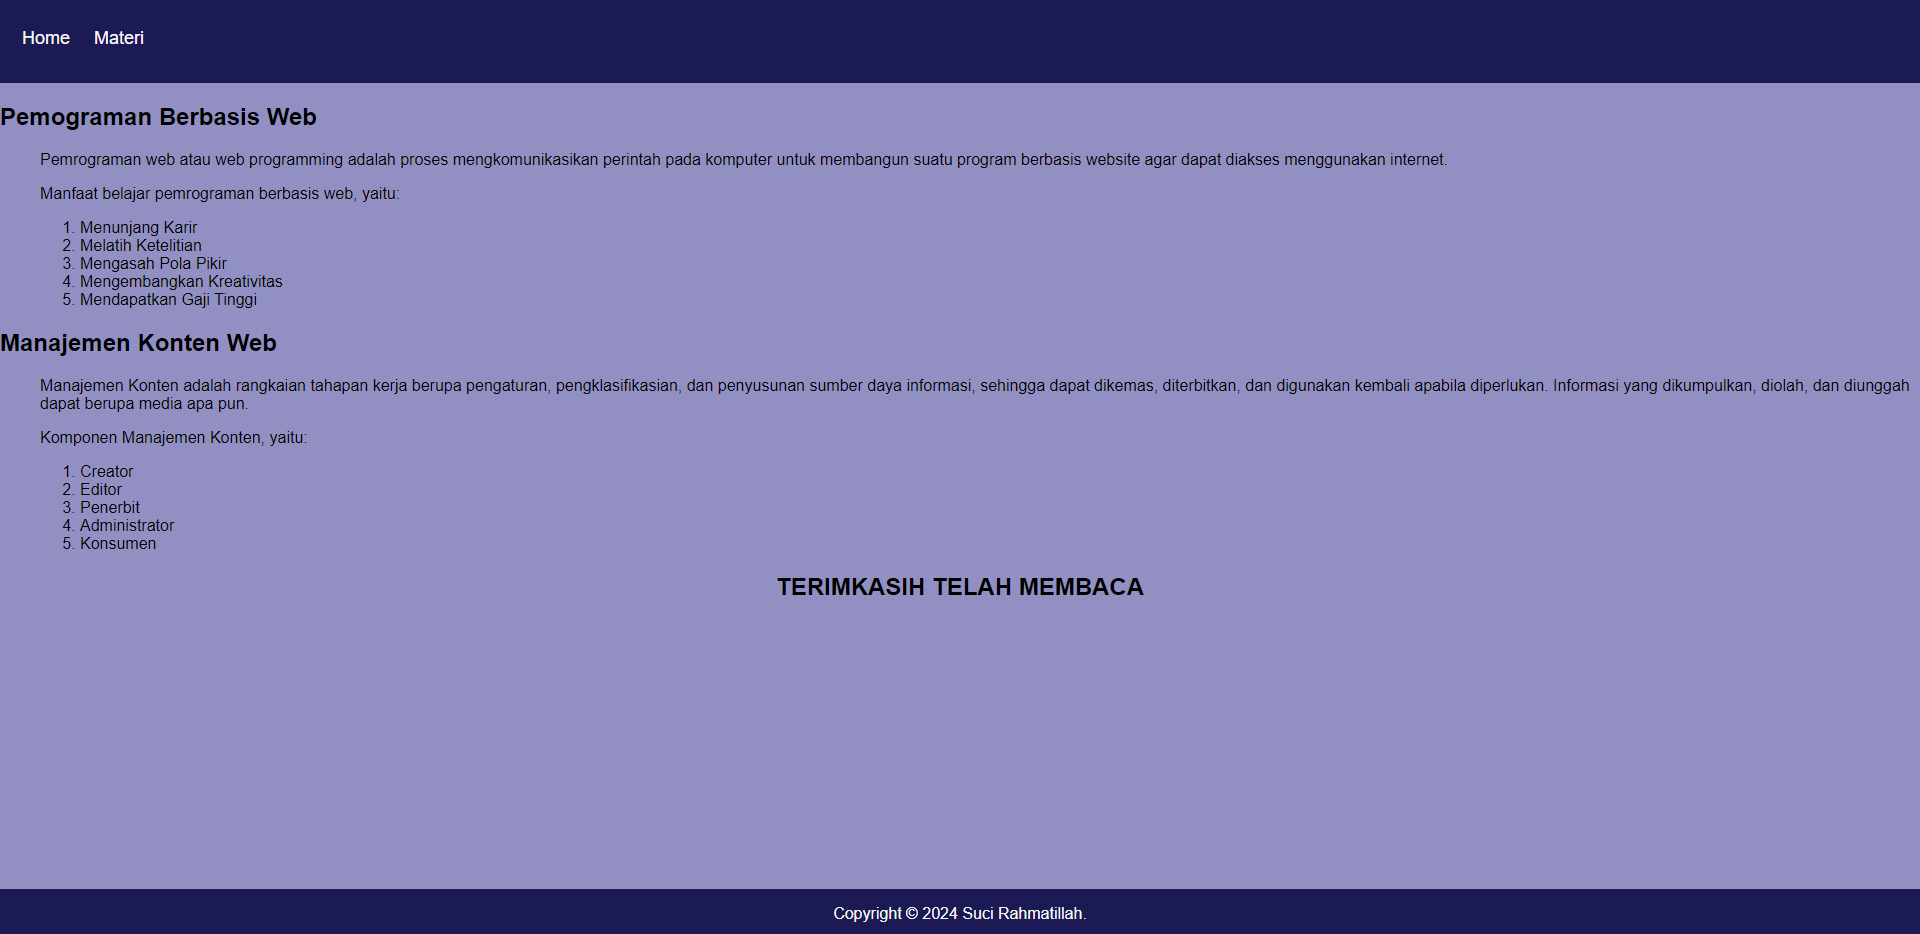 Home Materi
Pemograman Berbasis Web
Pemrograman web atau web programming adalah proses mengkomunikasikan perintah pada komputer untuk membangun suatu program berbasis website agar dapat diakses menggunakan internet.
Manfaat belajar pemrograman berbasis web, yaitu:
1. Menunjang Karir
2. Melatih Ketelitian
3. Mengasah Pola Pikir
4. Mengembangkan Kreativitas
5. Mendapatkan Gaji Tinggi
Manajemen Konten Web
Manajemen Konten adalah rangkaian tahapan kerja berupa pengaturan, pengklasifikasian, dan penyusunan sumber daya informasi, sehingga dapat dikemas, diterbitkan, dan digunakan kembali apabila diperlukan. Informasi yang dikumpulkan, diolah, dan diunggah
dapat berupa media apa pun.
Komponen Manajemen Konten, yaitu:
1. Creator
2. Editor
3. Penerbit
4. Administrator
5. Konsumen
TERIMKASIH TELAH MEMBACA
Copyright © 2024 Suci Rahmatillah.